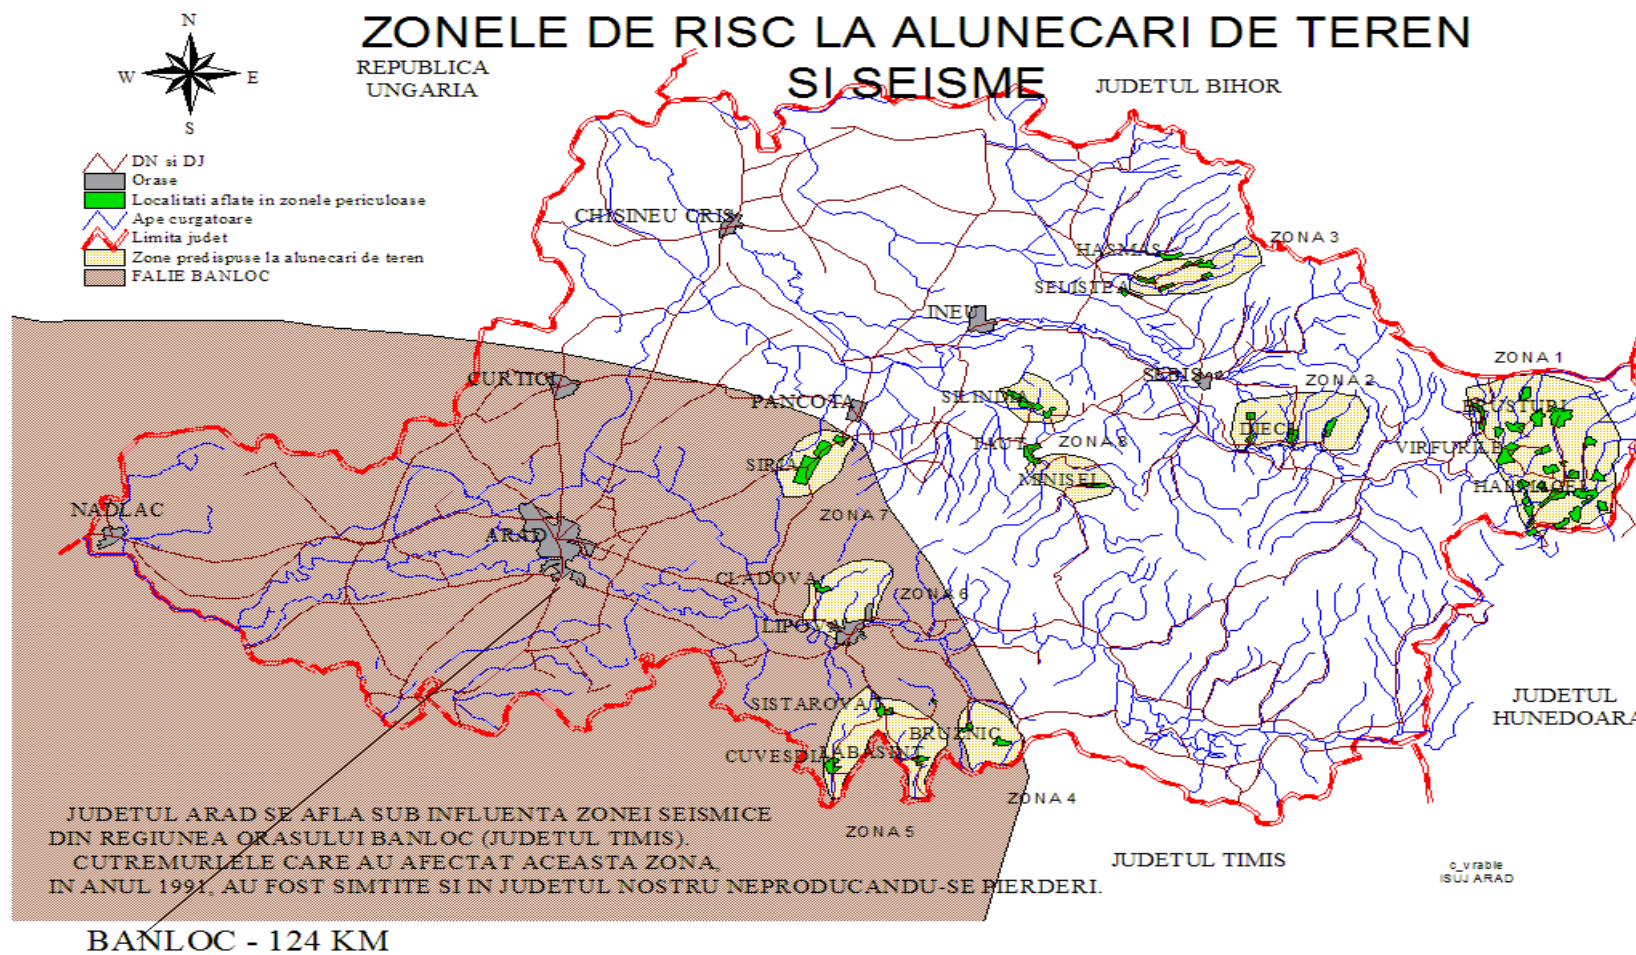 ZONELE DE RISC LA ALUNECARI DE TEREN
SI SEISME
N
W
E
S
REPUBLICA
UNGARIA
JUDETUL BIHOR
DN si DJ
Orase
Localitati aflate in zonele periculoase
Ape curgatoare
Limita judet
Zone predispuse la alunecari de teren
FALIE BANLOC
CHISINEU CRIS
ZONA 3
HASMAS
SELISTEA
INEU
ZONA 1
CURTICI
SEBIS
ZONA 2
PANCOTA
SILINDIA
BRUSTURI
DIECI
TAUT
ZONA 8
VIRFURILE
SIRIA
MINISEL
NADLAC
ZONA 7
ARAD
CLADOVA
ZONA 6
LIPOVA
SISTAROVAT
JUDETUL
HUNEDOARA
BRUZNIC
CUVESDIA
LABASINT
ZONA 4
ZONA 5
JUDETUL ARAD SE AFLA SUB INFLUENTA ZONEI SEISMICE
DIN REGIUNEA ORASULUI BANLOC (JUDETUL TIMIS).
CUTREMURLELE CARE AU AFECTAT ACEASTA ZONA,
IN ANUL 1991, AU FOST SIMTITE SI IN JUDETUL NOSTRU NEPRODUCANDU-SE PIERDERI.
JUDETUL TIMIS
c_vrabie
ISUJ ARAD
BANLOC - 124 KM